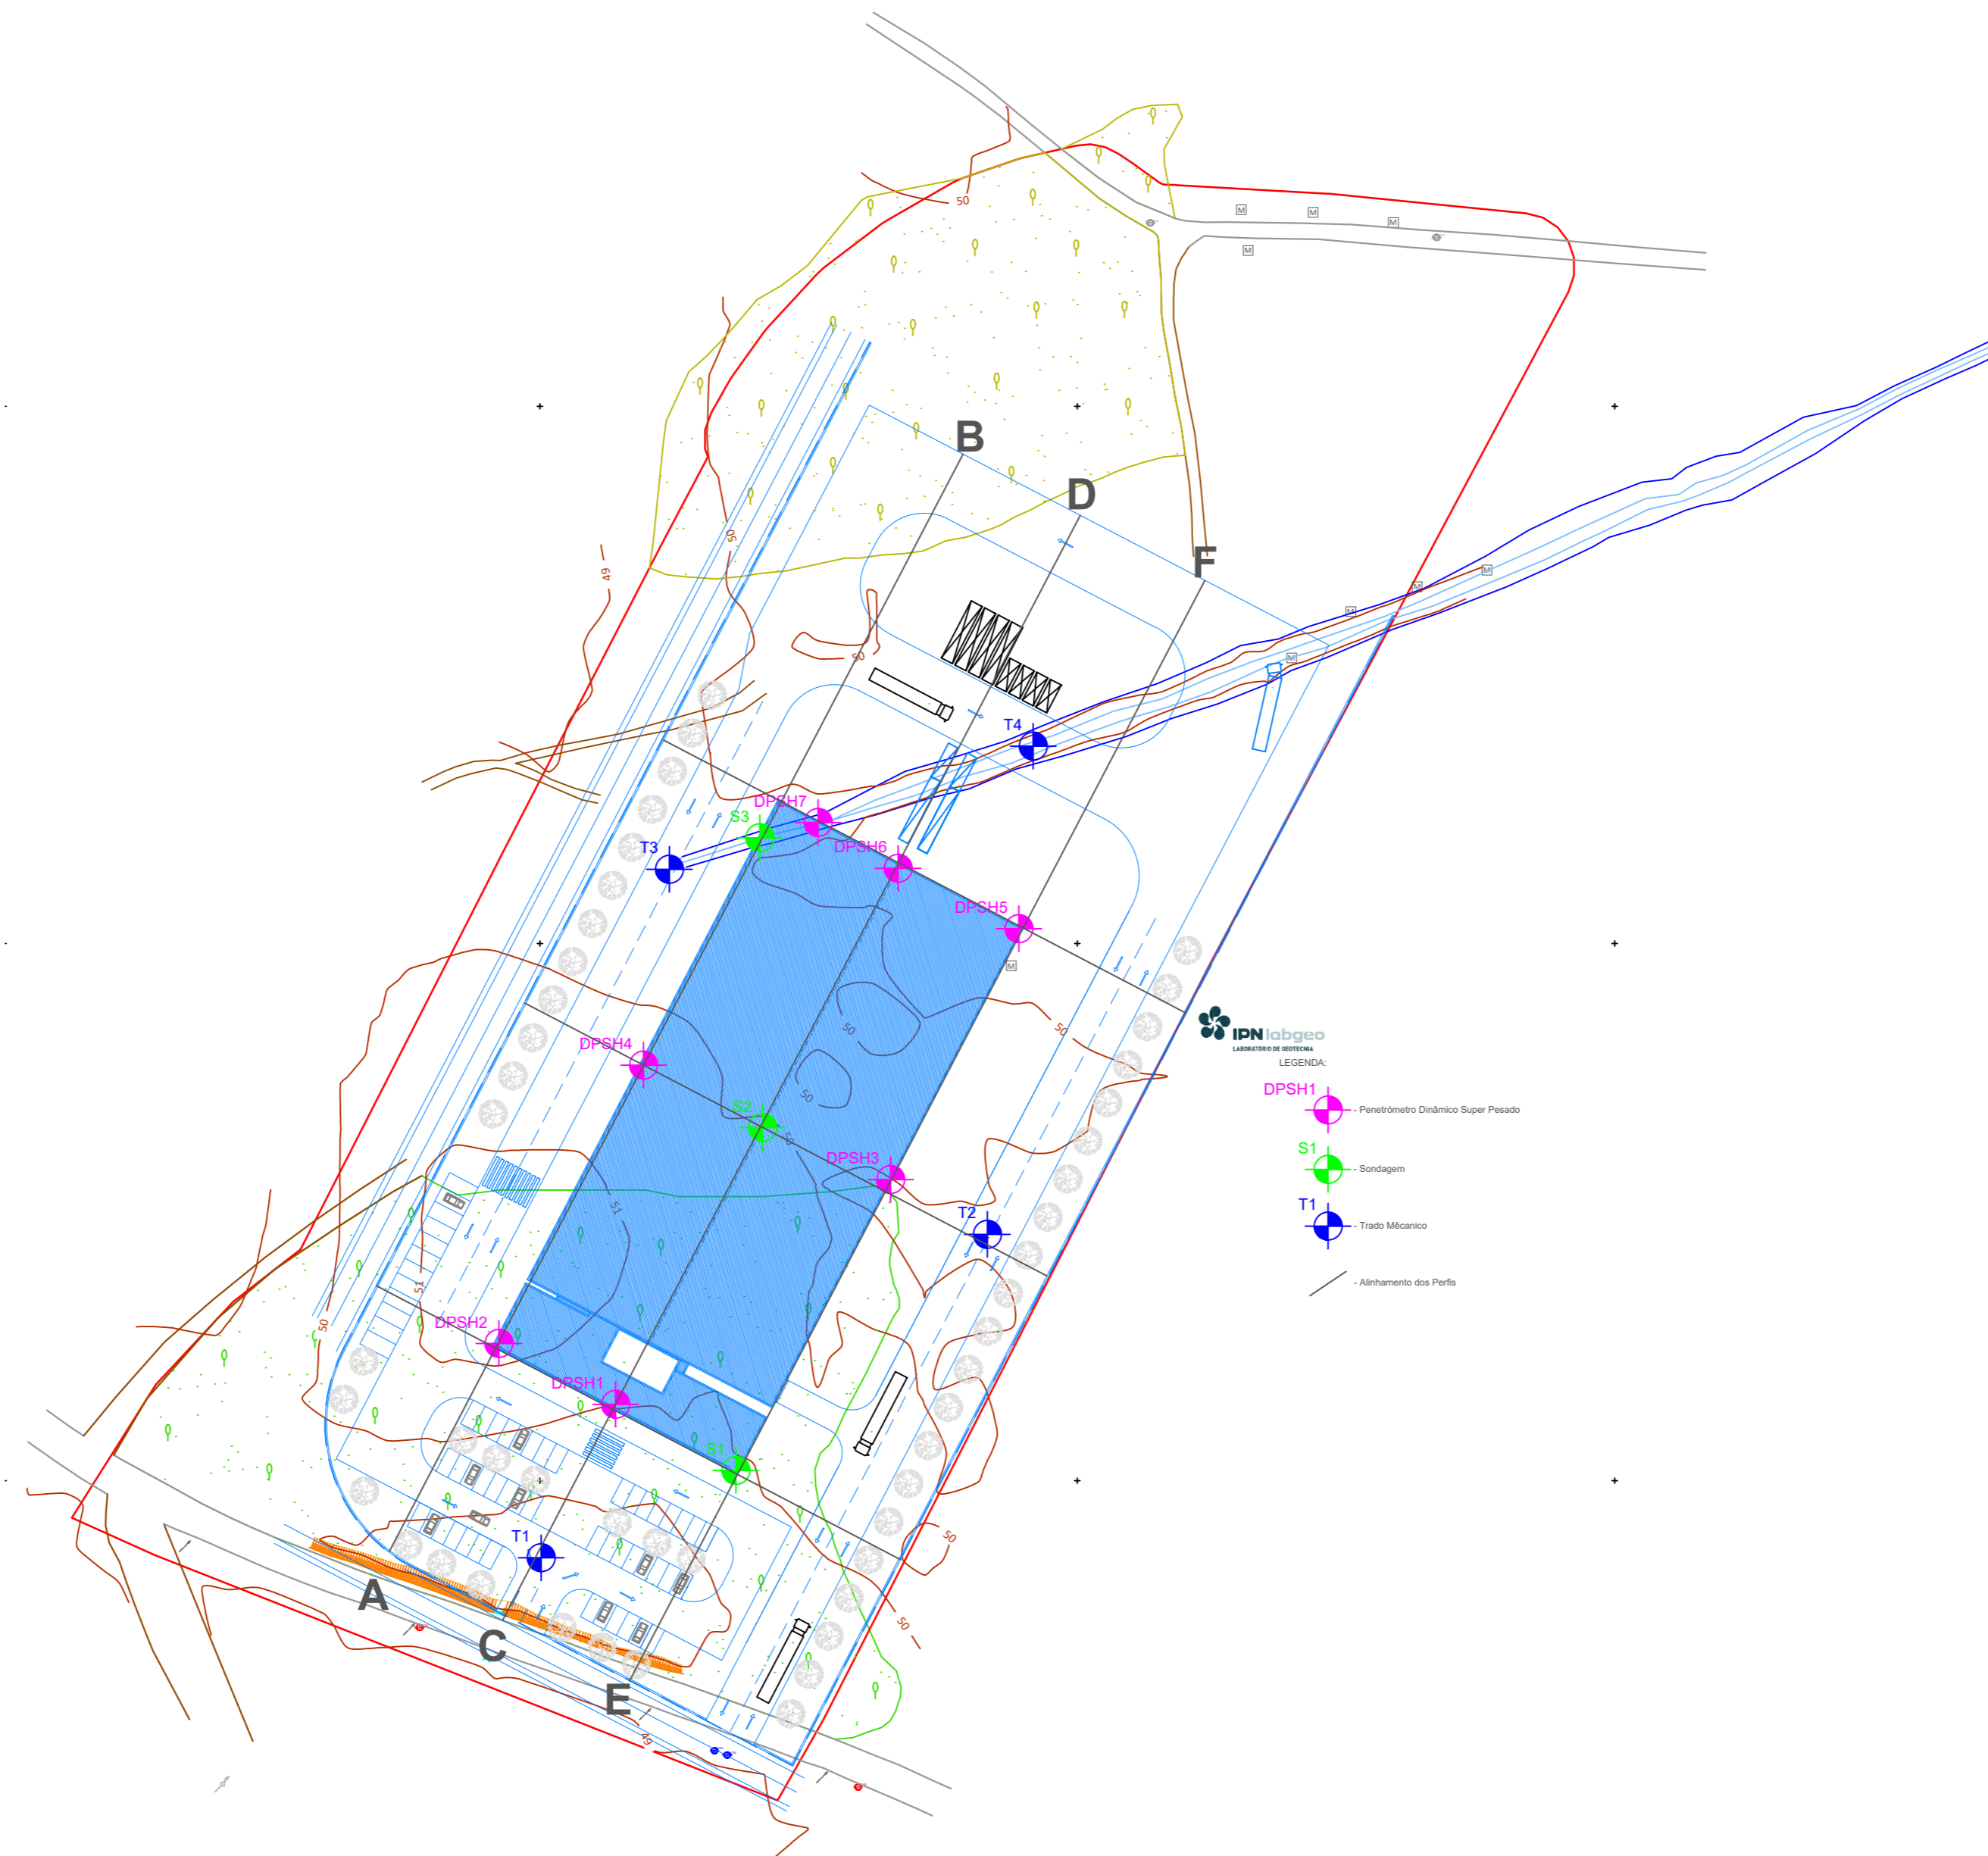 50
B
D
50
F
49
50
T4
DPSH7
S3
DPSH6
T3
DPSH5
50
50
IPN labgeo
LABORATÓRIO DE GEOTECNIA
LEGENDA:
DPSH4
50
DPSH1
- Penetrómetro Dinâmico Super Pesado
S2
50
S1
- Sondagem
DPSH3
51
T2
T1
- Trado Mêcanico
51
- Alinhamento dos Perfis
50
DPSH2
DPSH1
S1
T1
50
A
50
C
E
49
M
M
M
M
M
M
M
M
M